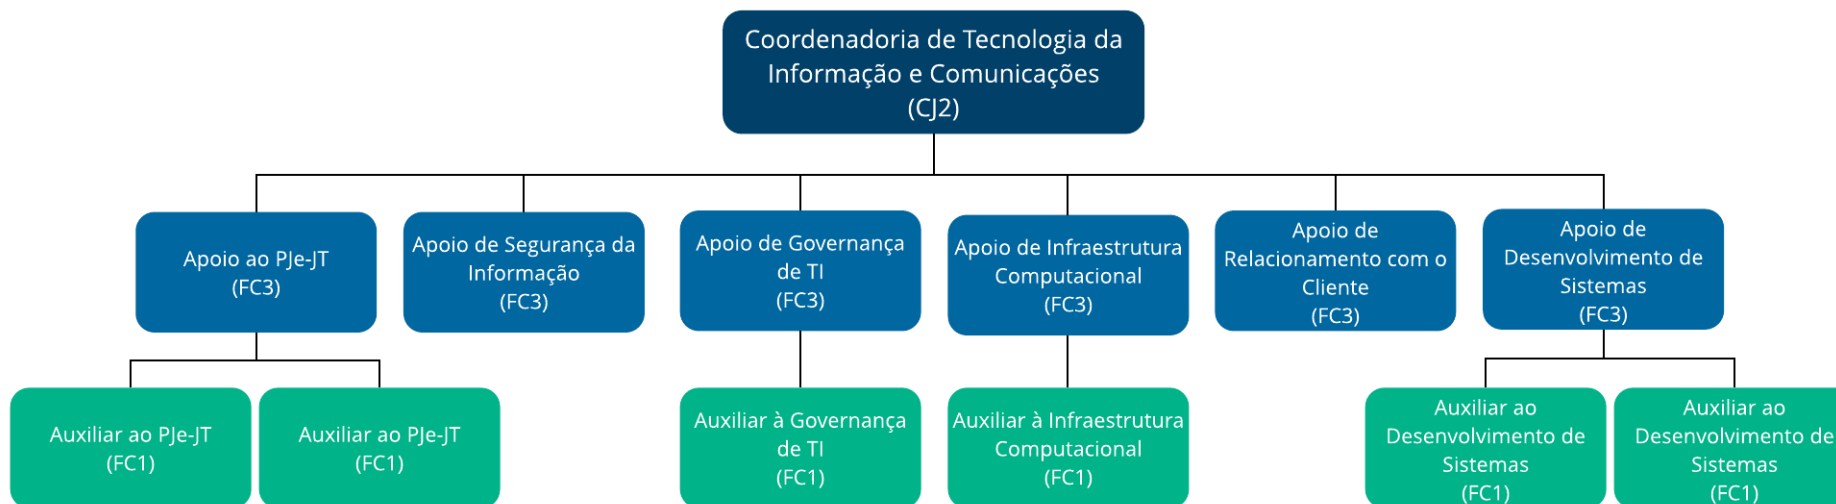 Coordenadoria de Tecnologia da
Informação e Comunicações
(CJ2)
Apoio ao PJe-JT
(FC3)
Apoio de Segurança da
Informação
(FC3)
Apoio de Governança
de TI
(FC3)
Apoio de Infraestrutura
Computacional
(FC3)
Apoio de
Relacionamento com o
Cliente
(FC3)
Apoio de
Desenvolvimento de
Sistemas
(FC3)
Auxiliar ao PJe-JT
(FC1)
Auxiliar ao PJe-JT
(FC1)
Auxiliar à Governança
de TI
(FC1)
Auxiliar à Infraestrutura
Computacional
(FC1)
Auxiliar ao
Desenvolvimento de
Sistemas
(FC1)
Auxiliar ao
Desenvolvimento de
Sistemas
(FC1)